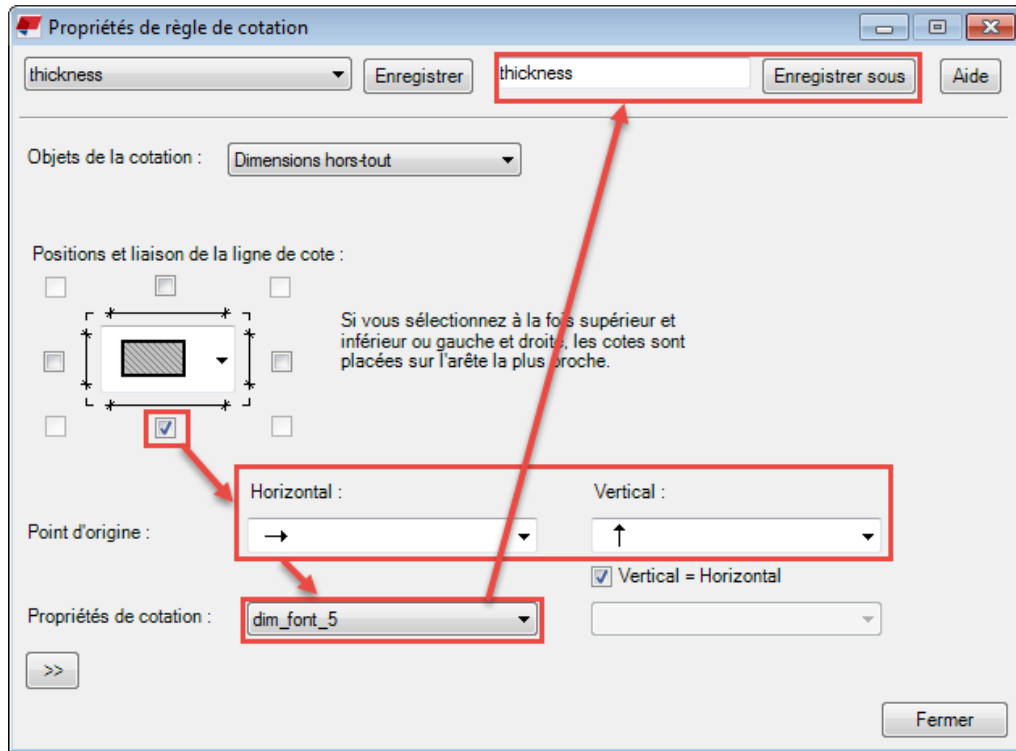 Propriétés de règle de cotation
thickness Enregistrer thickness Enregistrer sous Aide
Objets de la cotation : Dimensions hors-tout
Positions et liaison de la ligne de cote :
Si vous sélectionnez à la fois supérieur et
inférieur ou gauche et droite, les cotes sont
placées sur l'arête la plus proche.
Horizontal : Vertical :
Point d'origine :
Vertical = Horizontal
Propriétés de cotation : dim_font_5
>>
Fermer